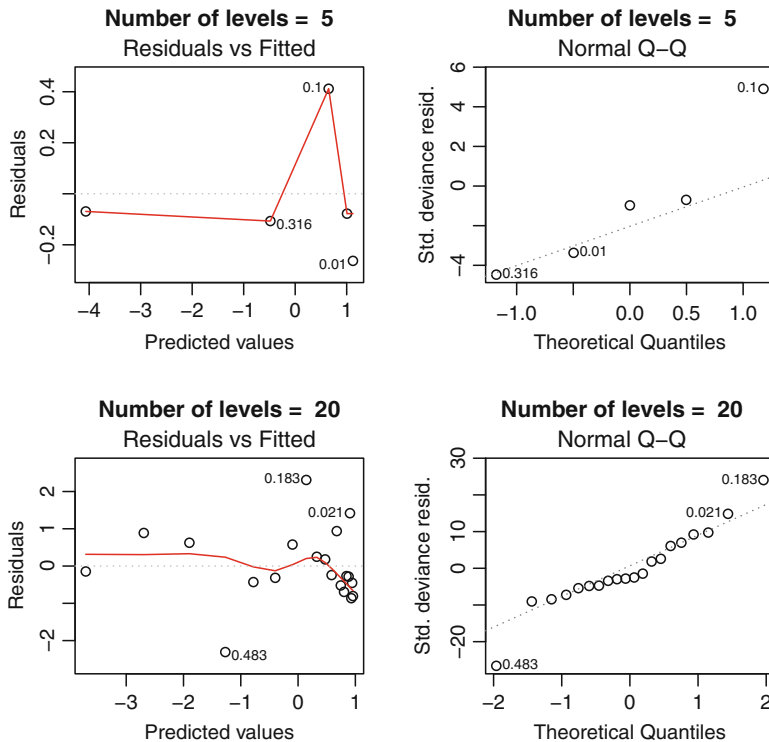 Number of levels = 5
Residuals vs Fitted
Residuals
0.4
0.2
−0.2
0.1
0.316
0.01
−4 −3 −2 −1 0 1
Predicted values
Number of levels = 5
Normal Q−Q
Std. deviance resid.
6
4
2
0
−4
0.1
0.01
0.316
−1.0 0.0 0.5 1.0
Theoretical Quantiles
Number of levels = 20
Residuals vs Fitted
Residuals
2
1
0
−2
0.183
0.021
0.483
−3 −2 −1 0 1
Predicted values
Number of levels = 20
Normal Q−Q
Std. deviance resid.
30
10
0
−20
0.183
0.021
0.483
−2 −1 0 1 2
Theoretical Quantiles